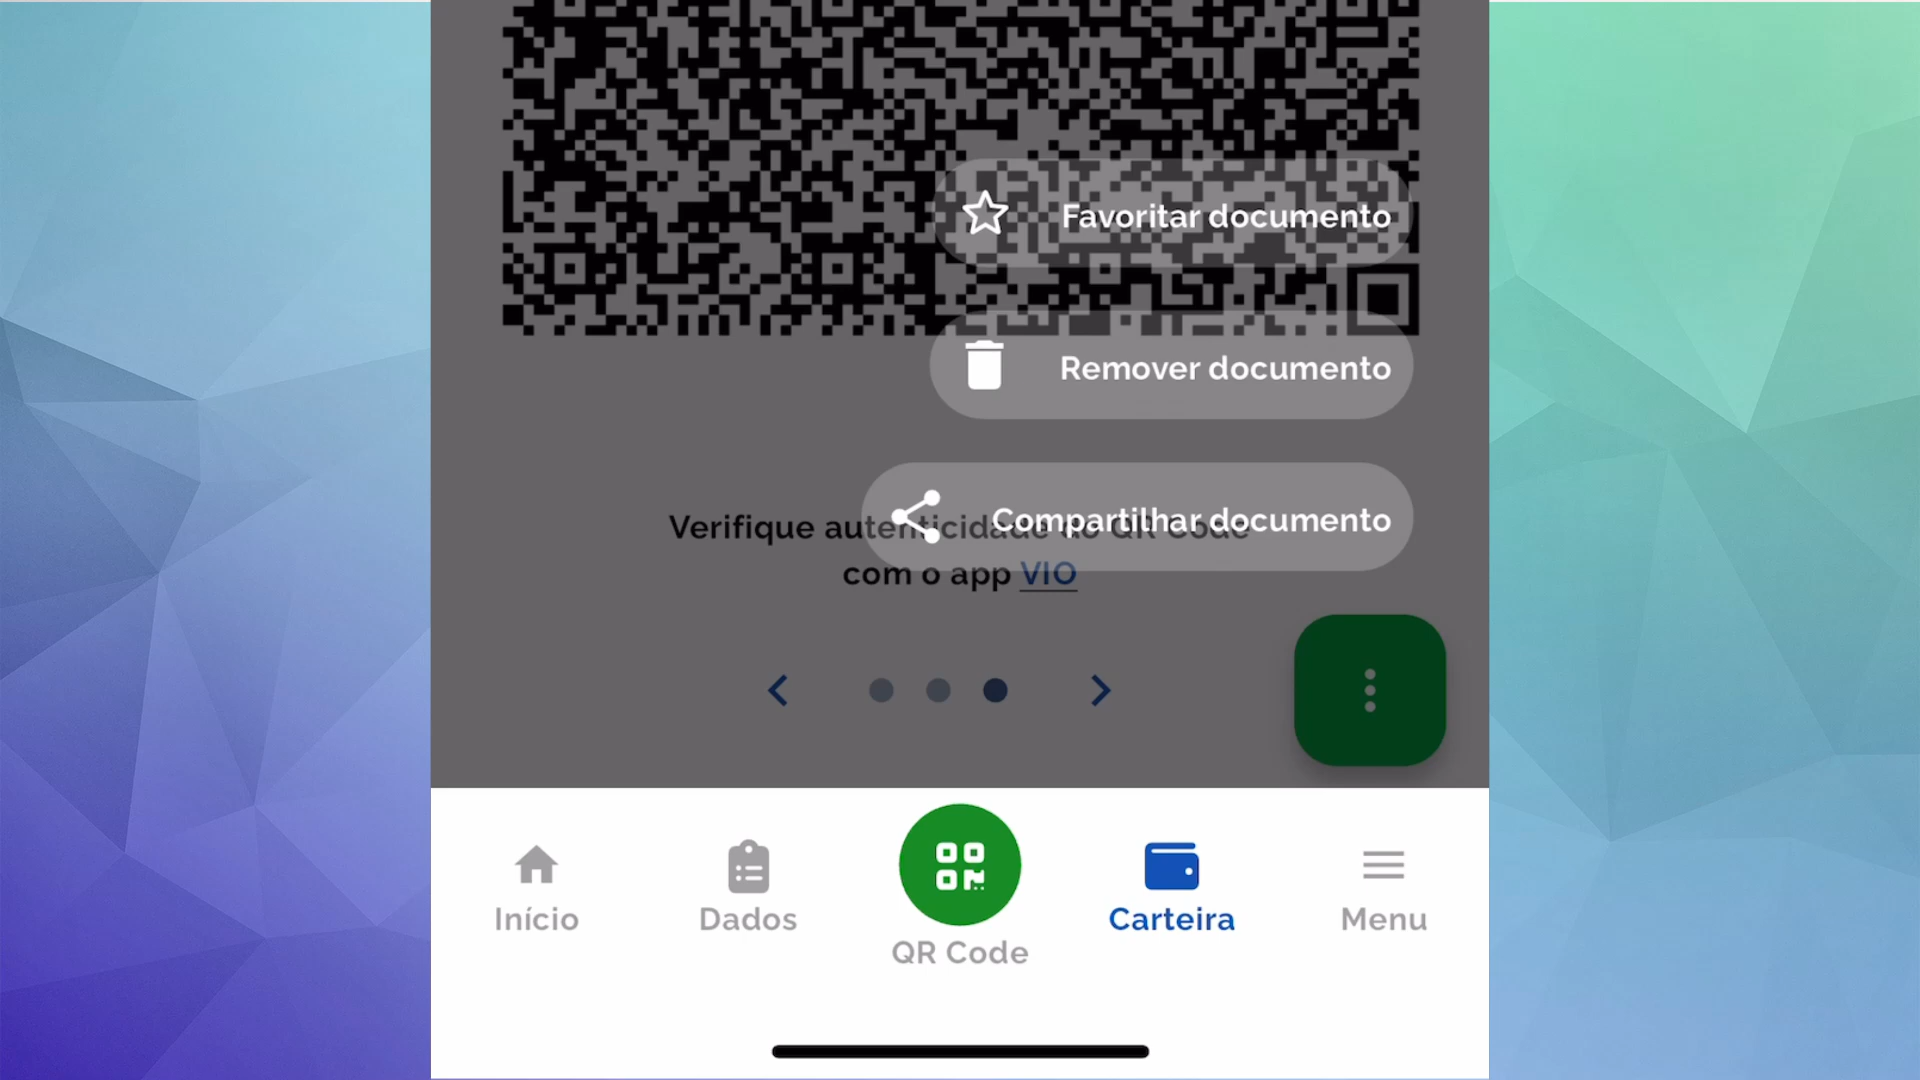 Favoritar documento
Remover documento
Compartilhar documento
Verifique autenticidade do QR Code
com o app VIO
Início
Dados
QR Code
Carteira
Menu